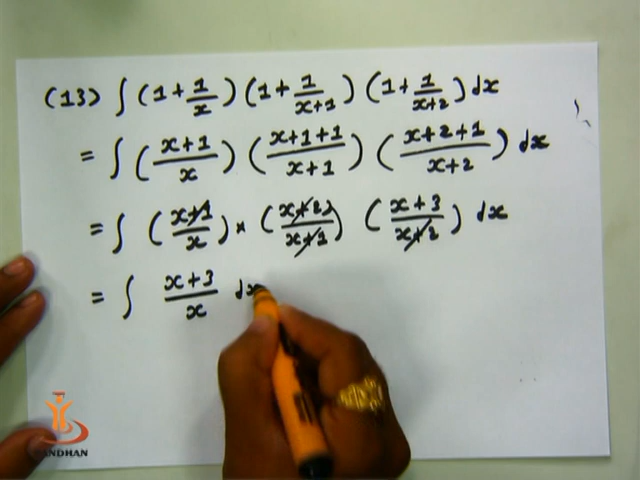 (13) ∫ (1 + 1/x) (1 + 1/(x+1)) (1 + 1/(x+2)) dx
= ∫ ((x+1)/x) ((x+1+1)/(x+1)) ((x+2+1)/(x+2)) dx
= ∫ ((x+1)/x) × ((x+2)/(x+1)) ((x+3)/(x+2)) dx
= ∫ (x+3)/x dx